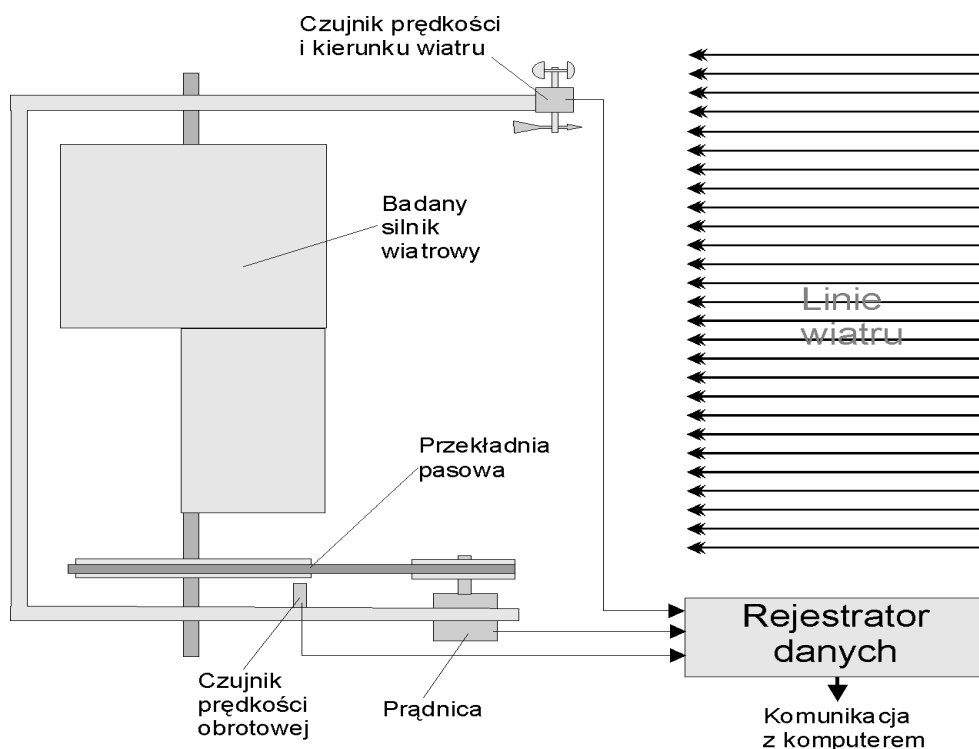 Czujnik prędkości
i kierunku wiatru
Badany
silnik
wiatrowy
Linie
wiatru
Przekładnia
pasowa
Rejestrator
danych
Czujnik
prędkości
obrotowej
Prądnica
Komunikacja
z komputerem